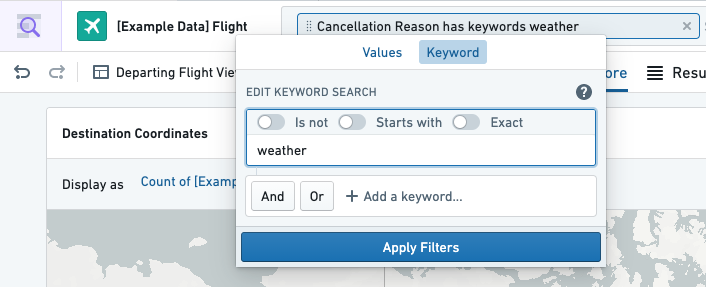 [Example Data] Flight
Cancellation Reason has keywords weather
Values
Keyword
Departing Flight Vie
ore
Resu
EDIT KEYWORD SEARCH
?
Is not
Starts with
Exact
weather
Destination Coordinates
Display as
Count of [Examp
And
Or
+ Add a keyword...
Apply Filters